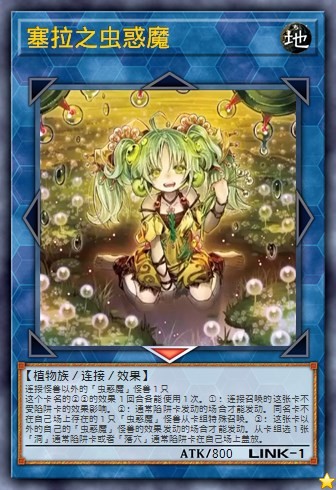 塞拉之虫惑魔
地
【植物族/连接/效果】
连接怪兽以外的「虫惑魔」怪兽1只
这个卡名的②③的效果1回合各能使用1次。①：连接召唤的这张卡不
受陷阱卡的效果影响。②：通常陷阱卡发动的场合才能发动。同名卡不
在自己场上存在的1只「虫惑魔」怪兽从卡组特殊召唤。③：这张卡以
外的自己的「虫惑魔」怪兽的效果发动的场合才能发动。从卡组选1张
「洞」通常陷阱卡或者「落穴」通常陷阱卡在自己场上盖放。
ATK/800 LINK-1